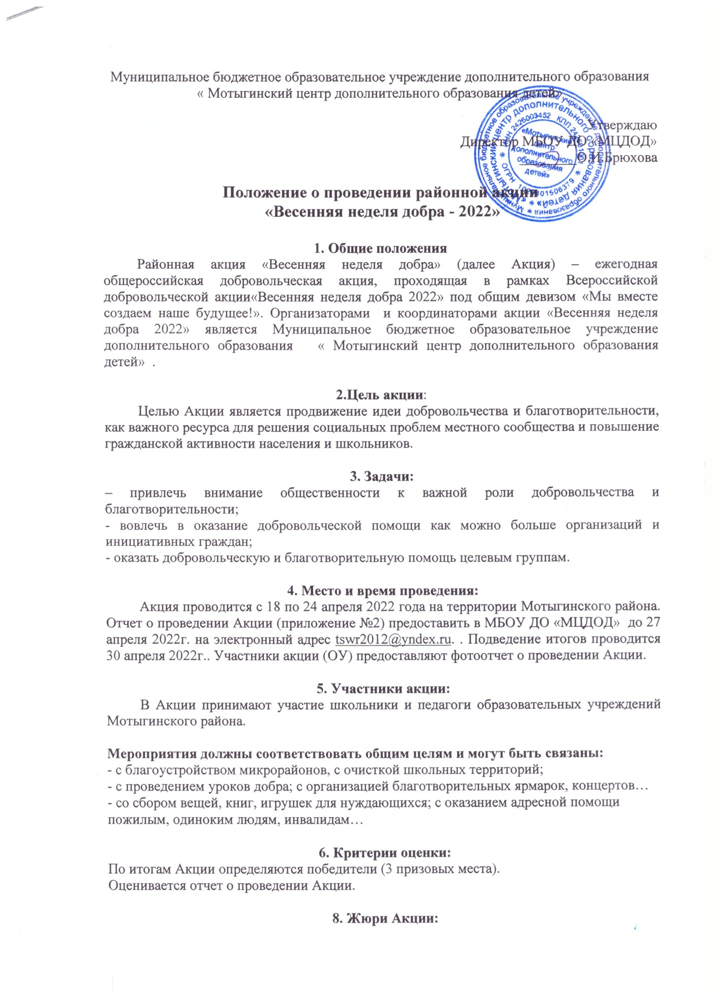 Муниципальное бюджетное образовательное учреждение дополнительного образования
« Мотыгинский центр дополнительного образования детей»
Утверждаю
Директор МБОУ ДО «МЦДОД»
________О.И.Брюхова
Муниципальное бюджетное образовательное учреждение дополнительного образования
«Мотыгинский центр дополнительного образования детей»
ИНН 2426003452 КПП
ОГРН
«Мотыгинский
центр
дополнительного
образования
детей»
Положение о проведении районной акции
«Весенняя неделя добра - 2022»
1. Общие положения
Районная акция «Весенняя неделя добра» (далее Акция) – ежегодная
общероссийская добровольческая акция, проходящая в рамках Всероссийской
добровольческой акции«Весенняя неделя добра 2022» под общим девизом «Мы вместе
создаем наше будущее!». Организаторами и координаторами акции «Весенняя неделя
добра 2022» является Муниципальное бюджетное образовательное учреждение
дополнительного образования « Мотыгинский центр дополнительного образования
детей» .
2.Цель акции:
Целью Акции является продвижение идеи добровольчества и благотворительности,
как важного ресурса для решения социальных проблем местного сообщества и повышение
гражданской активности населения и школьников.
3. Задачи:
– привлечь внимание общественности к важной роли добровольчества и
благотворительности;
- вовлечь в оказание добровольческой помощи как можно больше организаций и
инициативных граждан;
- оказать добровольческую и благотворительную помощь целевым группам.
4. Место и время проведения:
Акция проводится с 18 по 24 апреля 2022 года на территории Мотыгинского района.
Отчет о проведении Акции (приложение №2) предоставить в МБОУ ДО «МЦДОД» до 27
апреля 2022г. на электронный адрес tswr2012@yndex.ru. . Подведение итогов проводится
30 апреля 2022г.. Участники акции (ОУ) предоставляют фотоотчет о проведении Акции.
5. Участники акции:
В Акции принимают участие школьники и педагоги образовательных учреждений
Мотыгинского района.
Мероприятия должны соответствовать общим целям и могут быть связаны:
- с благоустройством микрорайонов, с очисткой школьных территорий;
- с проведением уроков добра; с организацией благотворительных ярмарок, концертов…
- со сбором вещей, книг, игрушек для нуждающихся; с оказанием адресной помощи
пожилым, одиноким людям, инвалидам…
6. Критерии оценки:
По итогам Акции определяются победители (3 призовых места).
Оценивается отчет о проведении Акции.
8. Жюри Акции: